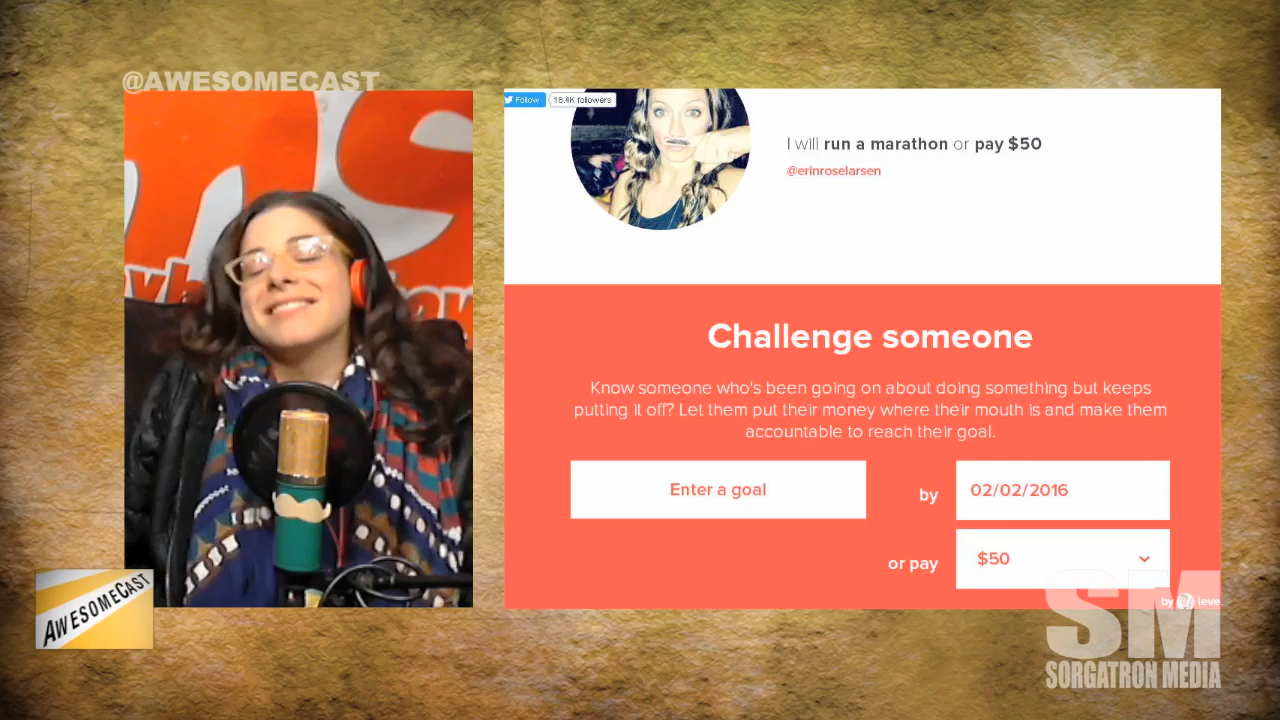 @AWESOMECAST
Follow
18.4K followers
I will run a marathon or pay $50
@erinroselarsen
Challenge someone
Know someone who's been going on about doing something but keeps
putting it off? Let them put their money where their mouth is and make them
accountable to reach their goal.
Enter a goal
by
02/02/2016
or pay
$50
by
leve
AWESOMECAST
SM
SORGATRON MEDIA